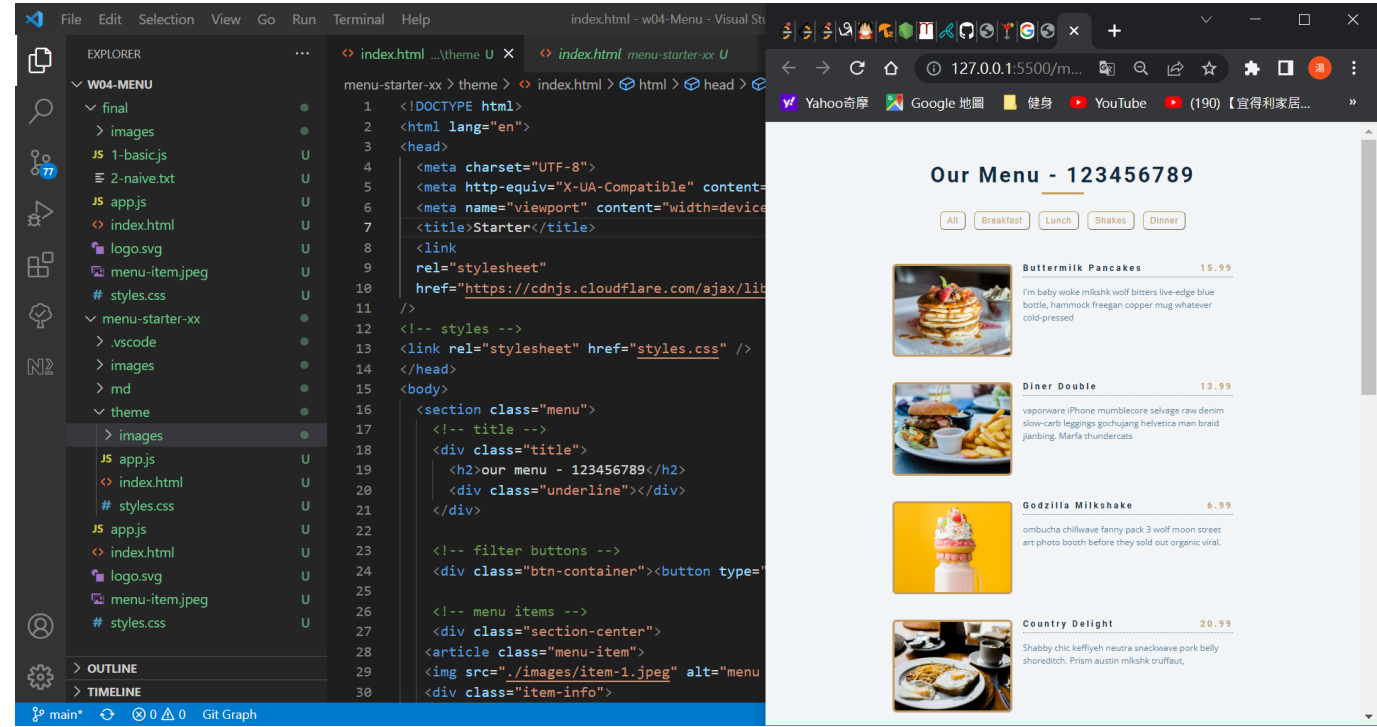 File Edit Selection View Go Run Terminal Help index.html - w04-Menu - Visual Stu
EXPLORER ···
W04-MENU
final
images
JS 1-basic.js U
2-naive.txt U
JS app.js U
<> index.html U
logo.svg U
menu-item.jpeg U
# styles.css U
menu-starter-xx
.vscode
images
md
theme
images
JS app.js U
<> index.html U
# styles.css U
JS app.js U
<> index.html U
logo.svg U
menu-item.jpeg U
# styles.css U
OUTLINE
TIMELINE
77
main* 0 0 Git Graph
<> index.html ...\theme U X <> index.html menu-starter-xx U
menu-starter-xx > theme > <> index.html > html > head >
1 <!DOCTYPE html>
2 <html lang="en">
3 <head>
4 <meta charset="UTF-8">
5 <meta http-equiv="X-UA-Compatible" content=
6 <meta name="viewport" content="width=device
7 <title>Starter</title>
8 <link
9 rel="stylesheet"
10 href="https://cdnjs.cloudflare.com/ajax/lib
11 />
12 <!-- styles -->
13 <link rel="stylesheet" href="styles.css" />
14 </head>
15 <body>
16 <section class="menu">
17 <!-- title -->
18 <div class="title">
19 <h2>our menu - 123456789</h2>
20 <div class="underline"></div>
21 </div>
22
23 <!-- filter buttons -->
24 <div class="btn-container"><button type="
25
26 <!-- menu items -->
27 <div class="section-center">
28 <article class="menu-item">
29 <img src="./images/item-1.jpeg" alt="menu
30 <div class="item-info">
127.0.0.1:5500/m... 湯
Yahoo奇摩 Google 地圖 健身 YouTube (190)【宜得利家居... »
Our Menu - 123456789
All Breakfast Lunch Shakes Dinner
Buttermilk Pancakes 15.99
I'm baby woke mlkshk wolf bitters live-edge blue
bottle, hammock freegan copper mug whatever
cold-pressed
Diner Double 13.99
vaporware iPhone mumblecore selvage raw denim
slow-carb leggings gochujang helvetica man braid
jianbing. Marfa thundercats
Godzilla Milkshake 6.99
ombucha chillwave fanny pack 3 wolf moon street
art photo booth before they sold out organic viral.
Country Delight 20.99
Shabby chic keffiyeh neutra snackwave pork belly
shoreditch. Prism austin mlkshk truffaut,